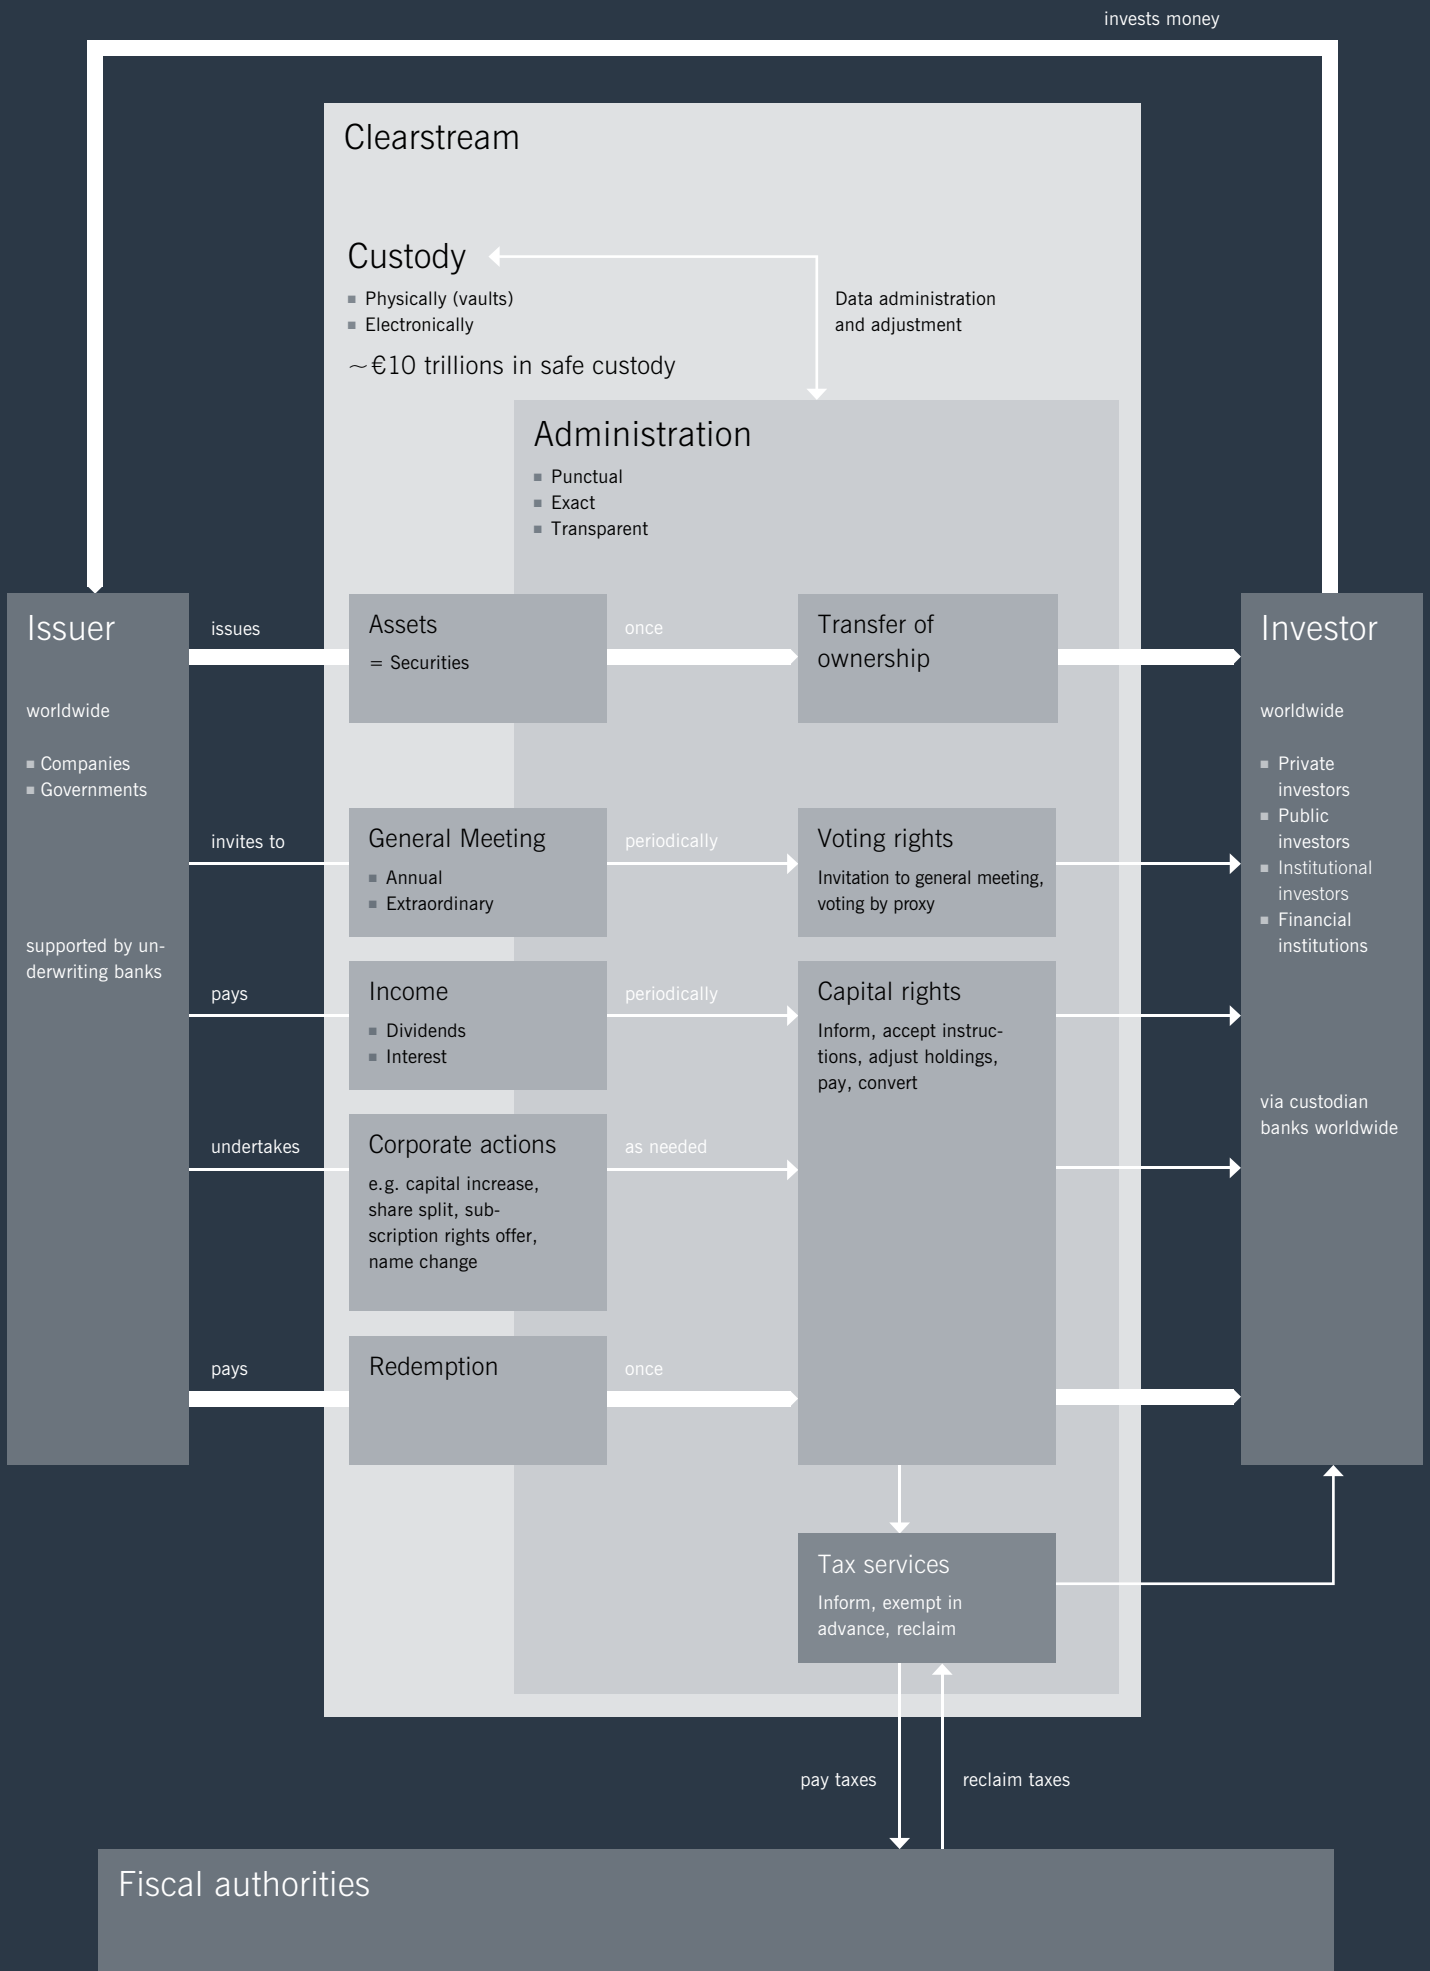 invests money
Clearstream
Custody
Physically (vaults)
Electronically
~€10 trillions in safe custody
Data administration
and adjustment
Administration
Punctual
Exact
Transparent
Issuer
worldwide
Companies
Governments
supported by un-
derwriting banks
issues
Assets
= Securities
once
Transfer of
ownership
invites to
General Meeting
Annual
Extraordinary
periodically
Voting rights
Invitation to general meeting,
voting by proxy
pays
Income
Dividends
Interest
periodically
Capital rights
Inform, accept instruc-
tions, adjust holdings,
pay, convert
undertakes
Corporate actions
e.g. capital increase,
share split, sub-
scription rights offer,
name change
as needed
pays
Redemption
once
Investor
worldwide
Private
investors
Public
investors
Institutional
investors
Financial
institutions
via custodian
banks worldwide
Tax services
Inform, exempt in
advance, reclaim
pay taxes
reclaim taxes
Fiscal authorities